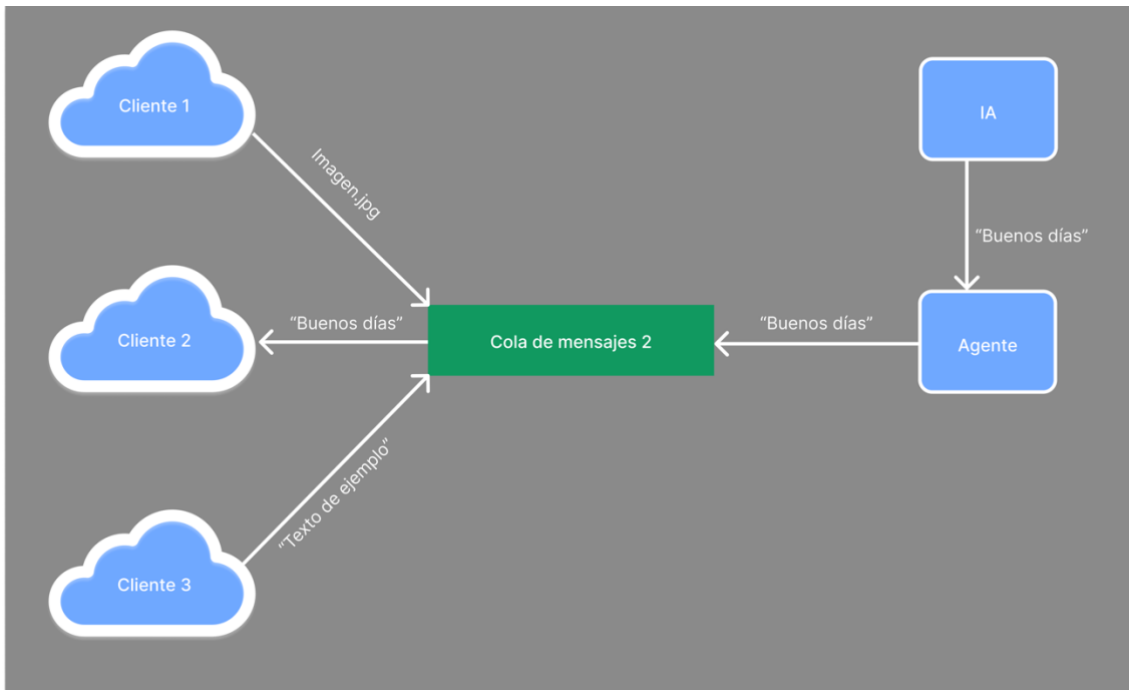 Cliente 1
IA
Imagen.jpg
“Buenos días”
“Buenos días”
“Buenos días”
Cliente 2
Cola de mensajes 2
Agente
“Texto de ejemplo”
Cliente 3